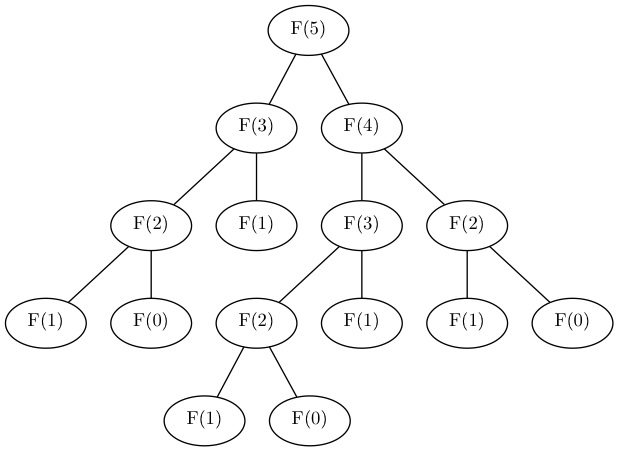 F(5)
F(3) F(4)
F(2) F(1) F(3) F(2)
F(1) F(0) F(2) F(1) F(1) F(0)
F(1) F(0)